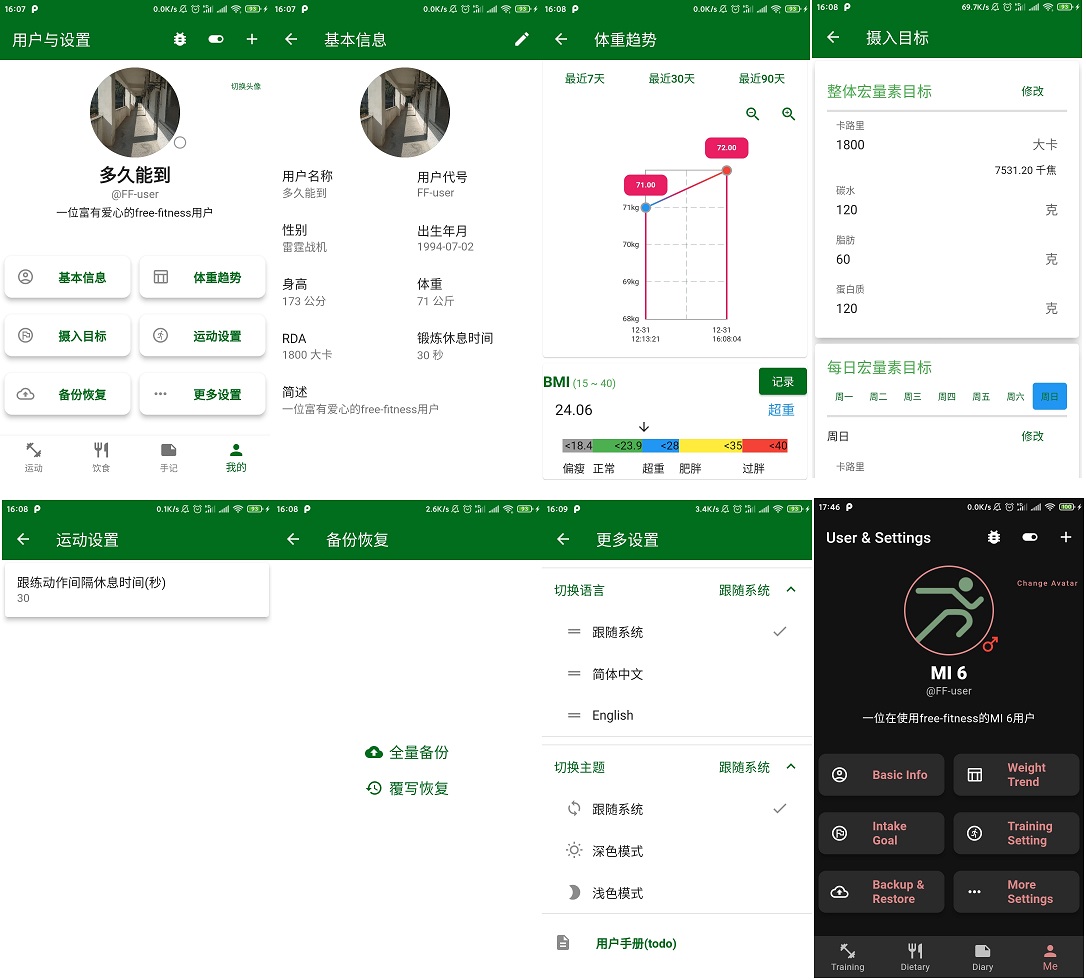 16:07 P 0.0K/s 93
用户与设置
切换头像
多久能到
@FF-user
一位富有爱心的free-fitness用户
基本信息
体重趋势
摄入目标
运动设置
备份恢复
更多设置
运动
饮食
手记
我的
16:07 P 0.0K/s 93
基本信息
用户名称
多久能到
用户代号
FF-user
性别
雷霆战机
出生年月
1994-07-02
身高
173 公分
体重
71 公斤
RDA
1800 大卡
锻炼休息时间
30 秒
简述
一位富有爱心的free-fitness用户
16:08 P 0.0K/s 93
体重趋势
最近7天
最近30天
最近90天
72.00
71.00
71kg
70kg
69kg
68kg
12-31
12:13:21
12-31
16:08:04
BMI (15 ~ 40)
记录
24.06
超重
<18.4
<23.9
<28
<35
<40
偏瘦
正常
超重
肥胖
过胖
16:08 P 69.7K/s 93
摄入目标
整体宏量素目标
修改
卡路里
1800
大卡
7531.20 千焦
碳水
120
克
脂肪
60
克
蛋白质
120
克
每日宏量素目标
周一
周二
周三
周四
周五
周六
周日
周日
修改
卡路里
16:08 P 0.1K/s 93
运动设置
跟练动作间隔休息时间(秒)
30
16:08 P 2.6K/s 93
备份恢复
全量备份
覆写恢复
16:09 P 3.4K/s 93
更多设置
切换语言
跟随系统
跟随系统
简体中文
English
切换主题
跟随系统
跟随系统
深色模式
浅色模式
用户手册(todo)
17:46 P 0.0K/s 100
User & Settings
Change Avatar
MI 6
@FF-user
一位在使用free-fitness的MI 6用户
Basic Info
Weight
Trend
Intake
Goal
Training
Setting
Backup &
Restore
More
Settings
Training
Dietary
Diary
Me